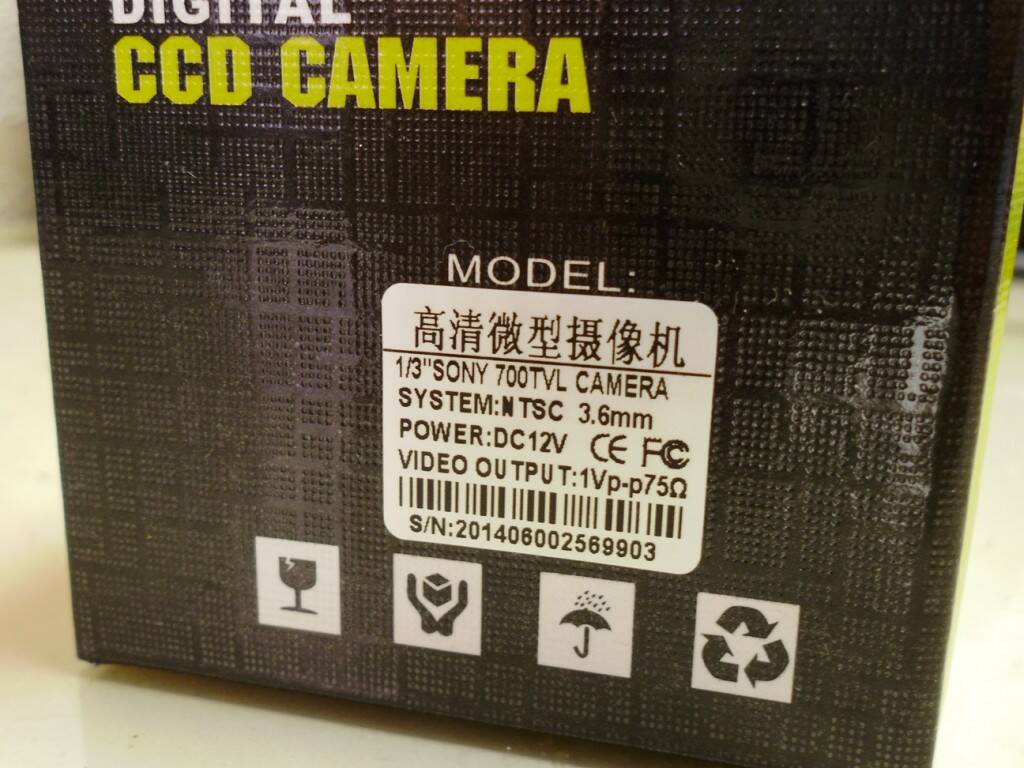 DIGITAL
CCD CAMERA
MODEL:
高清微型摄像机
1/3"SONY 700TVL CAMERA
SYSTEM:NTSC 3.6mm
POWER:DC12V CE FC
VIDEO OUTPUT:1Vp-p75Ω
S/N:201406002569903